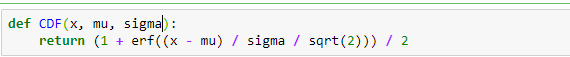 def CDF(x, mu, sigma):
    return (1 + erf((x - mu) / sigma / sqrt(2))) / 2